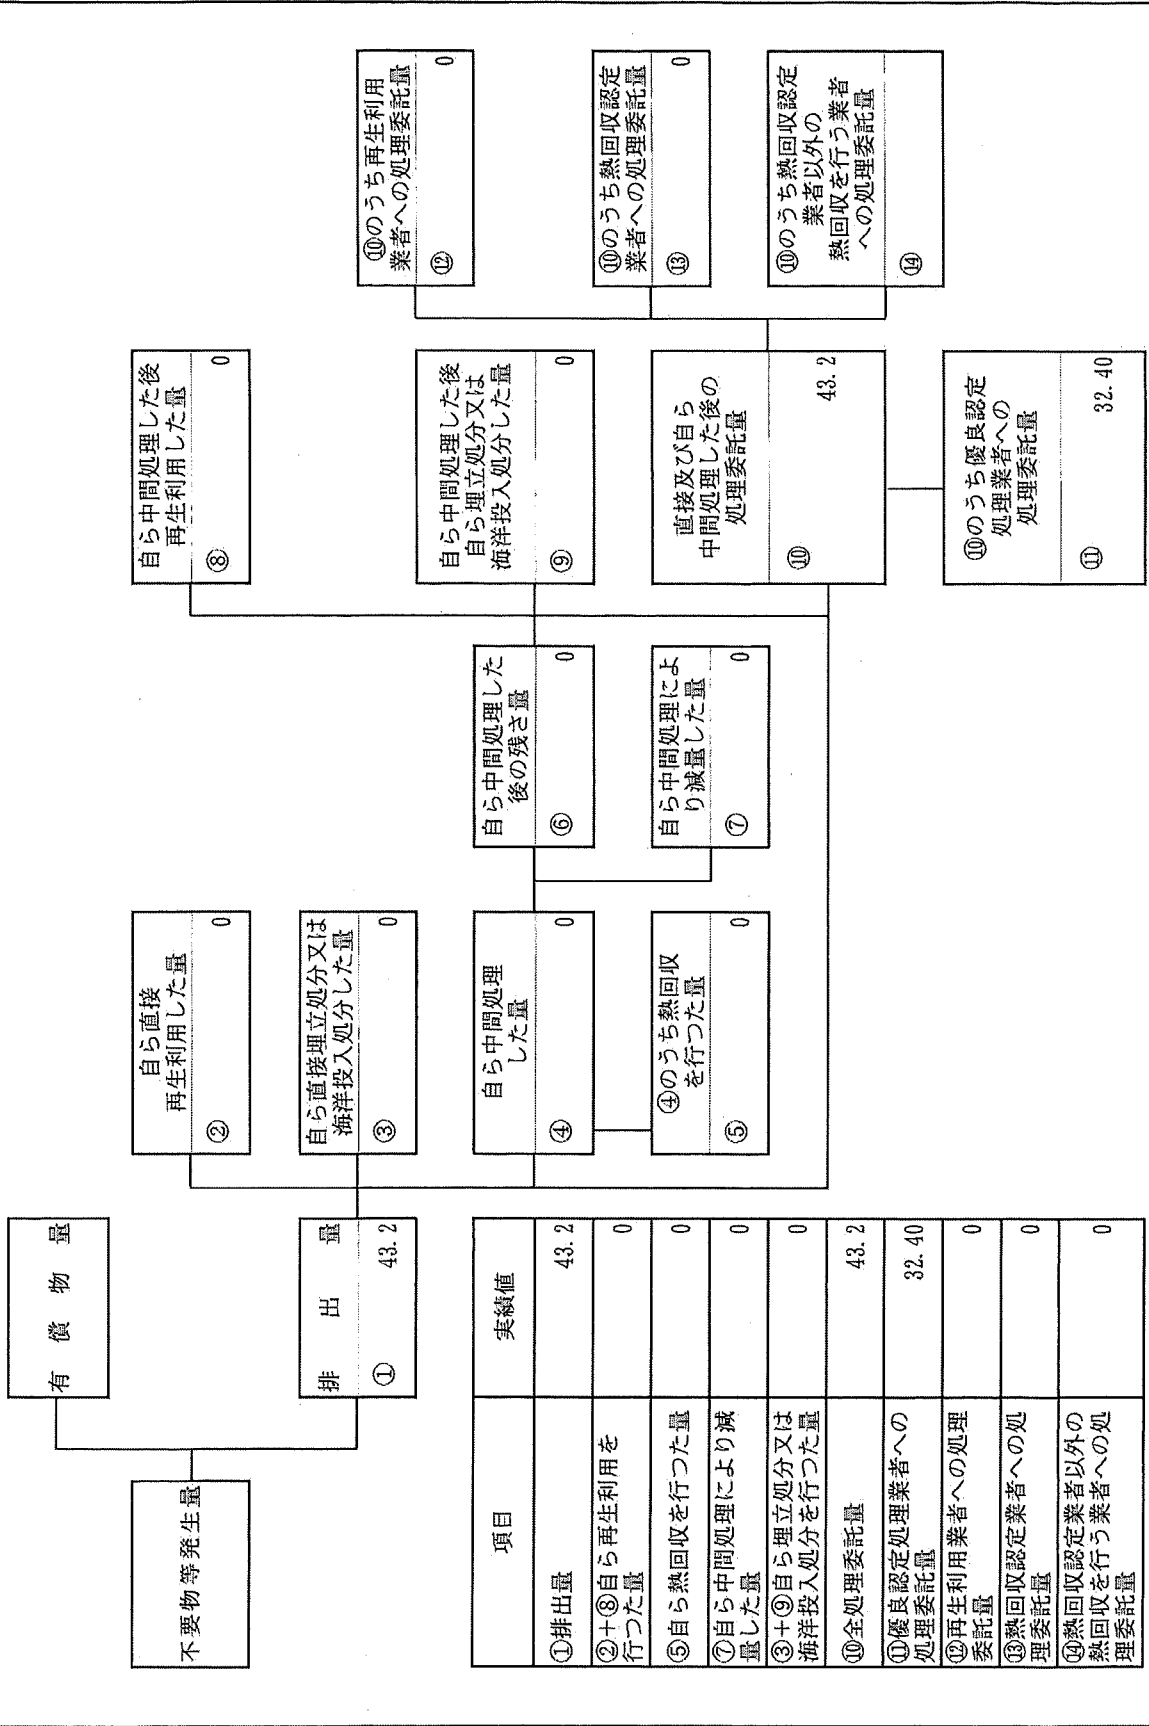 不要物等発生量
有償物量
排出量
① 43.2
自ら直接
再生利用した量
② 0
自ら直接埋立処分又は
海洋投入処分した量
③ 0
自ら中間処理
した量
④ 0
④のうち熱回収
を行つた量
⑤ 0
自ら中間処理した
後の残さ量
⑥ 0
自ら中間処理によ
り減量した量
⑦ 0
自ら中間処理した後
再生利用した量
⑧ 0
自ら中間処理した後
自ら埋立処分又は
海洋投入処分した量
⑨ 0
直接及び自ら
中間処理した後の
処理委託量
⑩ 43.2
⑩のうち優良認定
処理業者への
処理委託量
⑪ 32.40
⑩のうち再生利用
業者への処理委託量
⑫ 0
⑩のうち熱回収認定
業者への処理委託量
⑬ 0
⑩のうち熱回収認定
業者以外の
熱回収を行う業者
への処理委託量
⑭
項目 実績値
①排出量 43.2
②+⑧自ら再生利用を
行つた量 0
⑤自ら熱回収を行つた量 0
⑦自ら中間処理により減
量した量 0
③+⑨自ら埋立処分又は
海洋投入処分を行つた量 0
⑩全処理委託量 43.2
⑪優良認定処理業者への
処理委託量 32.40
⑫再生利用業者への処理
委託量 0
⑬熱回収認定業者への処
理委託量 0
⑭熱回収認定業者以外の
熱回収を行う業者への処
理委託量 0